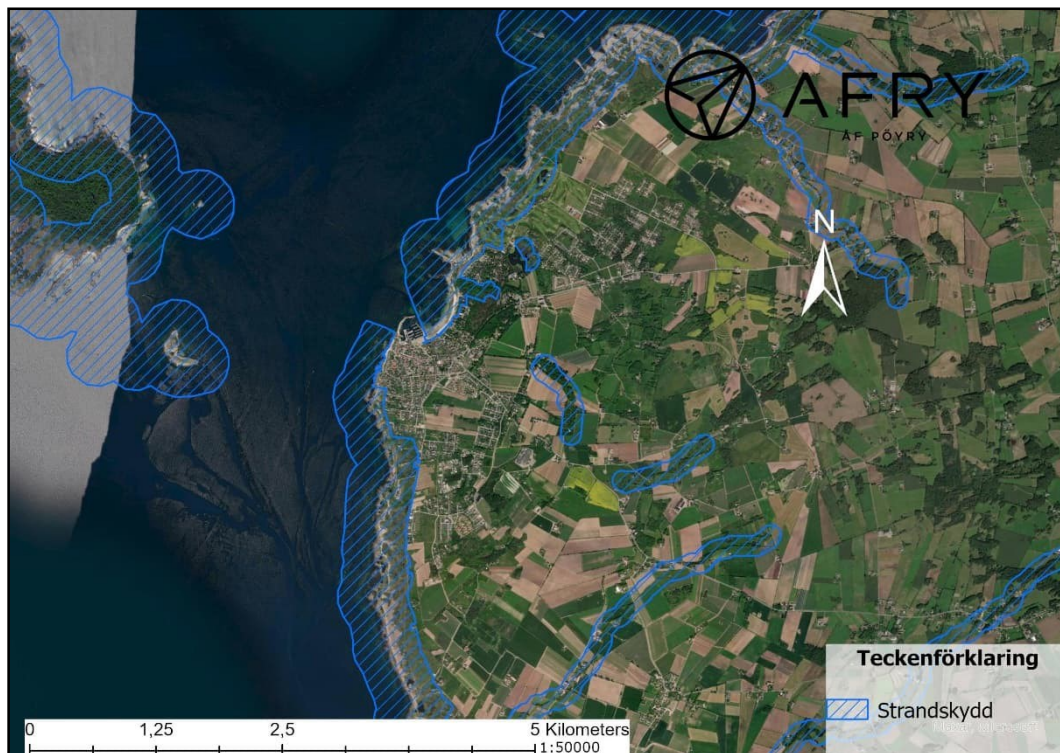 AFRY
ÅF PÖYRY
N
Teckenförklaring
Strandskydd
0 1,25 2,5 5 Kilometers
1:50000